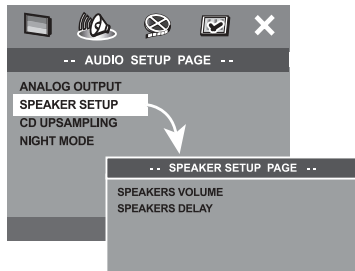 -- AUDIO SETUP PAGE --
ANALOG OUTPUT
SPEAKER SETUP
CD UPSAMPLING
NIGHT MODE
-- SPEAKER SETUP PAGE --
SPEAKERS VOLUME
SPEAKERS DELAY